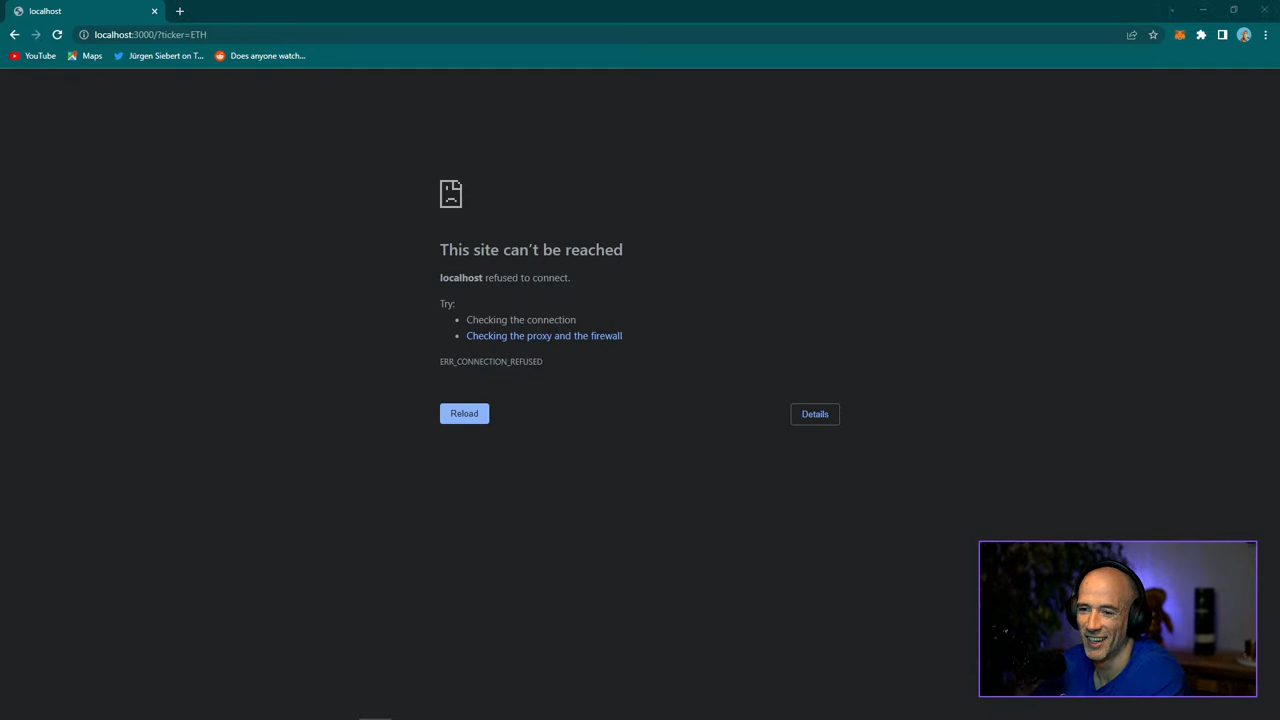 localhost
localhost:3000/?ticker=ETH
YouTube
Maps
Jürgen Siebert on T...
Does anyone watch...
This site can't be reached
localhost refused to connect.
Try:
• Checking the connection
• Checking the proxy and the firewall
ERR_CONNECTION_REFUSED
Reload
Details